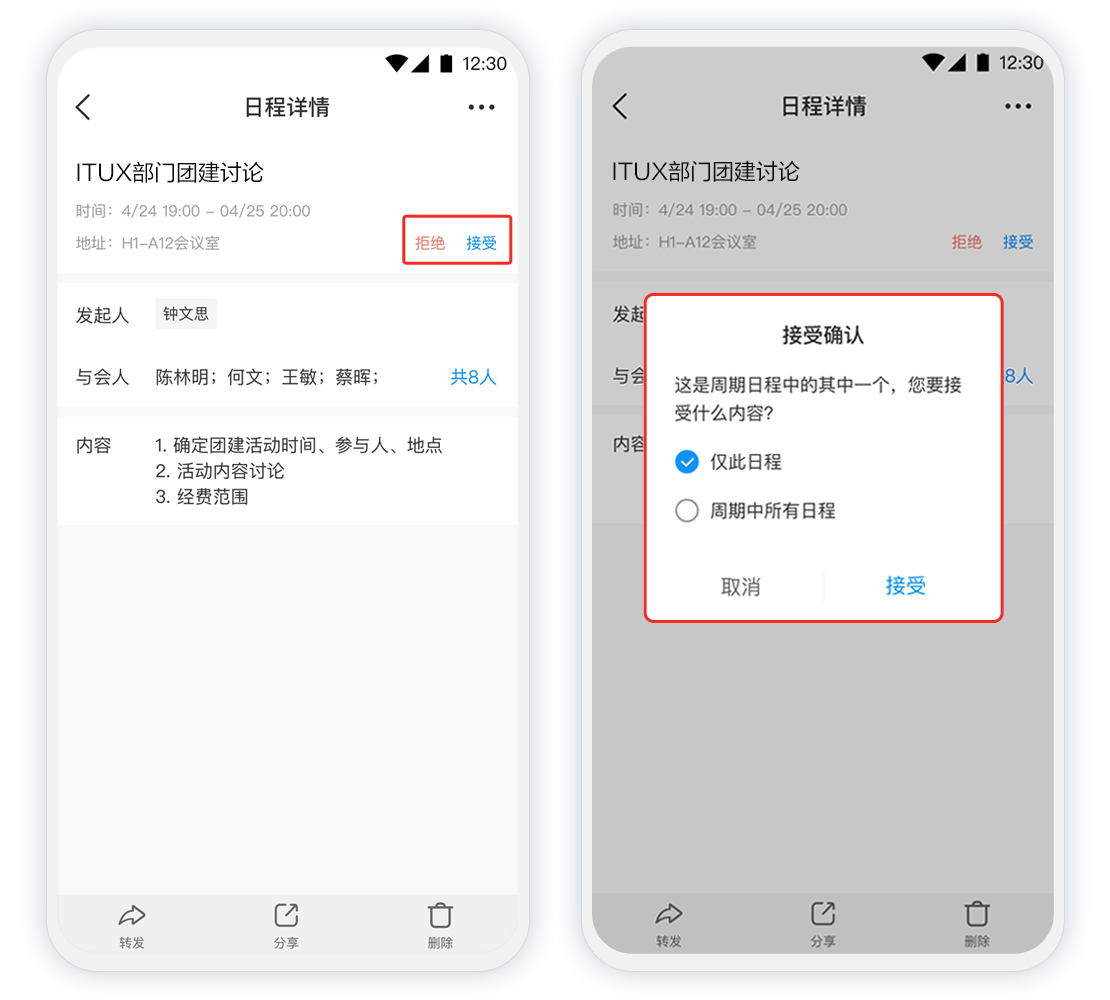 12:30
日程详情
ITUX部门团建讨论
时间：4/24 19:00 – 04/25 20:00
地址：H1–A12会议室
拒绝 接受
发起人 钟文思
与会人 陈林明；何文；王敏；蔡晖； 共8人
内容 1. 确定团建活动时间、参与人、地点
2. 活动内容讨论
3. 经费范围
转发 分享 删除
12:30
日程详情
ITUX部门团建讨论
时间：4/24 19:00 – 04/25 20:00
地址：H1–A12会议室
拒绝 接受
发起
与会
8人
内容
接受确认
这是周期日程中的其中一个，您要接
受什么内容?
仅此日程
周期中所有日程
取消 接受
转发 分享 删除